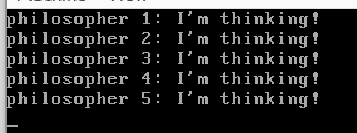 philosopher 1: I'm thinking!
philosopher 2: I'm thinking!
philosopher 3: I'm thinking!
philosopher 4: I'm thinking!
philosopher 5: I'm thinking!
_